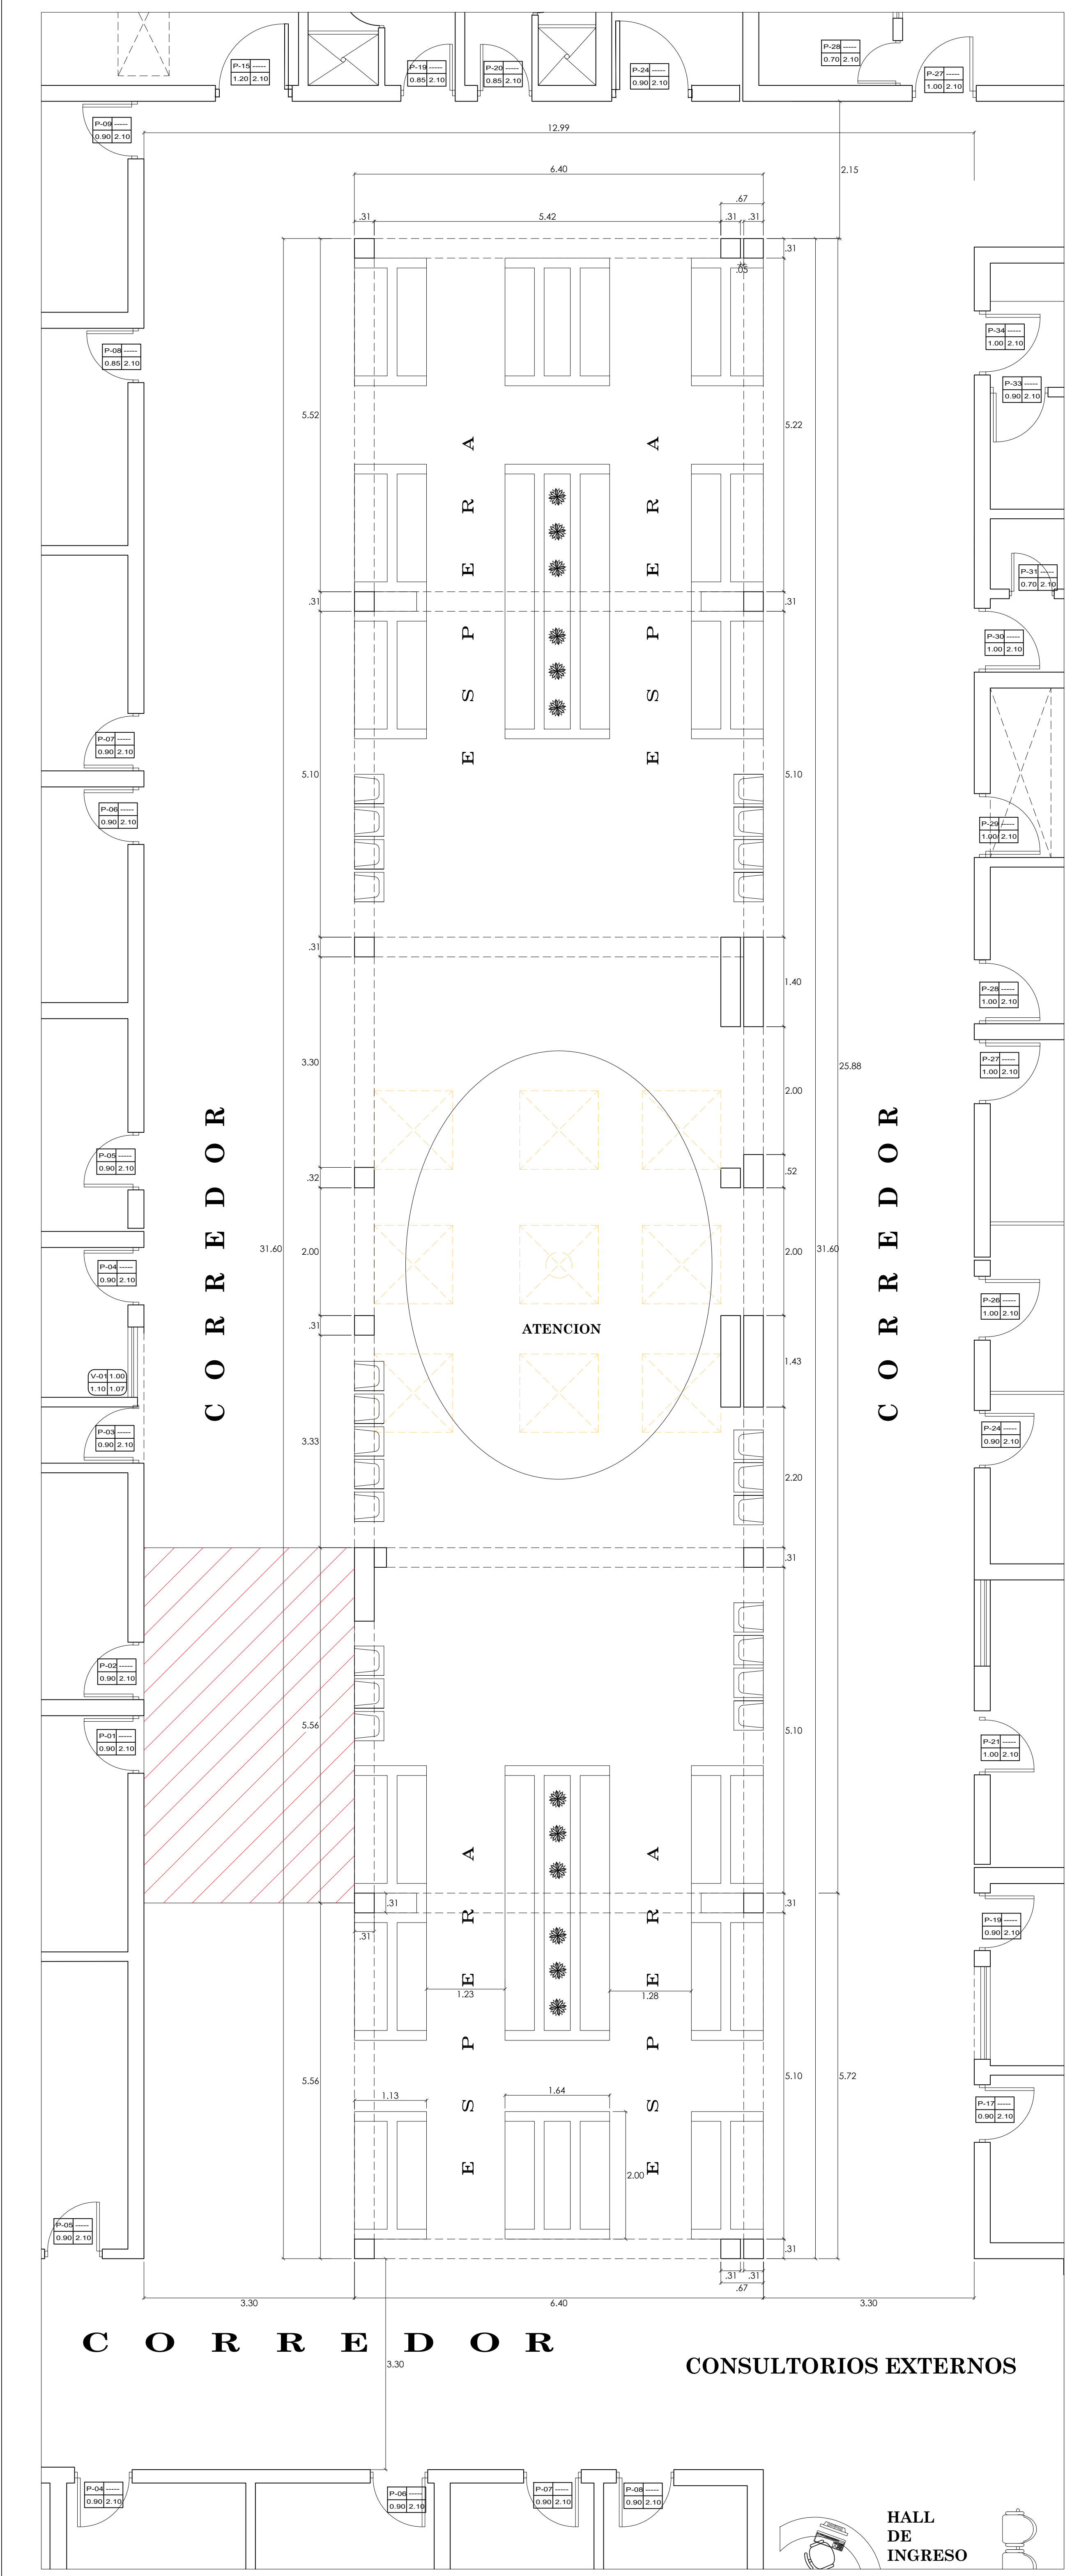 P-15 -----
1.20 2.10
P-19 -----
0.85 2.10
P-20 -----
0.85 2.10
P-24 -----
0.90 2.10
P-28 -----
0.70 2.10
P-27 -----
1.00 2.10
P-09 -----
0.90 2.10
12.99
6.40
2.15
.67
.31
5.42
.31
.31
.31
.05
P-34 -----
1.00 2.10
P-08 -----
0.85 2.10
P-33 -----
0.90 2.10
5.52
5.22
ESPERA
ESPERA
P-31 -----
0.70 2.10
.31
.31
P-30 -----
1.00 2.10
P-07 -----
0.90 2.10
5.10
5.10
P-06 -----
0.90 2.10
P-29 -----
1.00 2.10
.31
1.40
P-28 -----
1.00 2.10
3.30
25.88
P-27 -----
1.00 2.10
2.00
CORREDOR
CORREDOR
P-05 -----
0.90 2.10
.32
.52
31.60
2.00
2.00
31.60
P-04 -----
0.90 2.10
P-26 -----
1.00 2.10
.31
ATENCION
1.43
V-01 1.00
1.10 1.07
P-03 -----
0.90 2.10
P-24 -----
0.90 2.10
3.33
2.20
.31
P-02 -----
0.90 2.10
5.56
5.10
P-01 -----
0.90 2.10
P-21 -----
1.00 2.10
ESPERA
ESPERA
.31
.31
.31
P-19 -----
0.90 2.10
1.23
1.28
5.56
5.10
5.72
1.13
1.64
2.00
P-17 -----
0.90 2.10
P-05 -----
0.90 2.10
.31
.31
.31
.67
3.30
6.40
3.30
CORREDOR
3.30
CONSULTORIOS EXTERNOS
P-04 -----
0.90 2.10
P-06 -----
0.90 2.10
P-07 -----
0.90 2.10
P-08 -----
0.90 2.10
HALL
DE
INGRESO